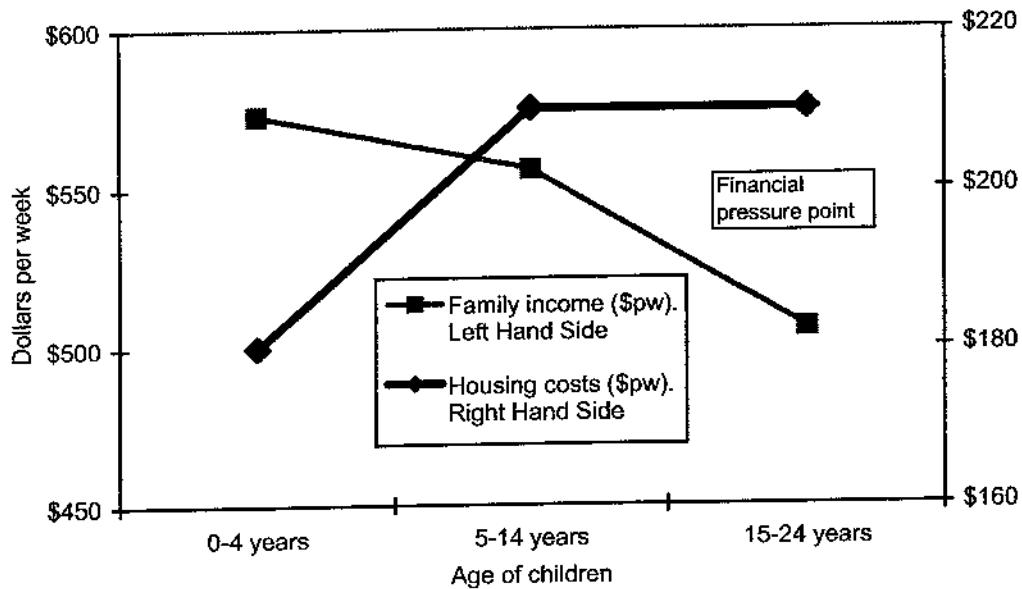 $600
$550
$500
$450
Dollars per week
$220
$200
$180
$160
Financial
pressure point
Family income ($pw).
Left Hand Side
Housing costs ($pw).
Right Hand Side
0-4 years
5-14 years
15-24 years
Age of children